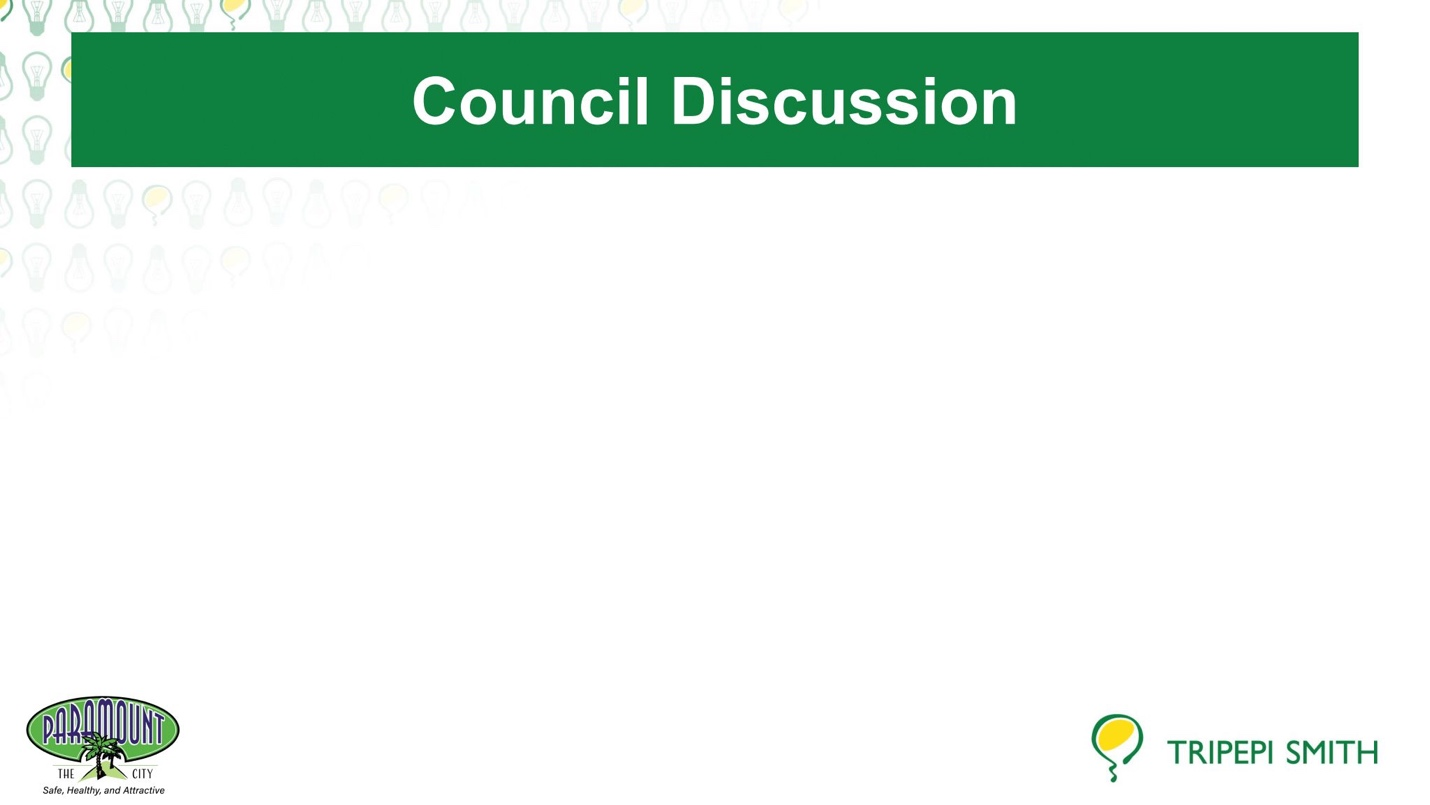 Council Discussion
PARAMOUNT
THE CITY
Safe, Healthy, and Attractive
TRIPEPI SMITH